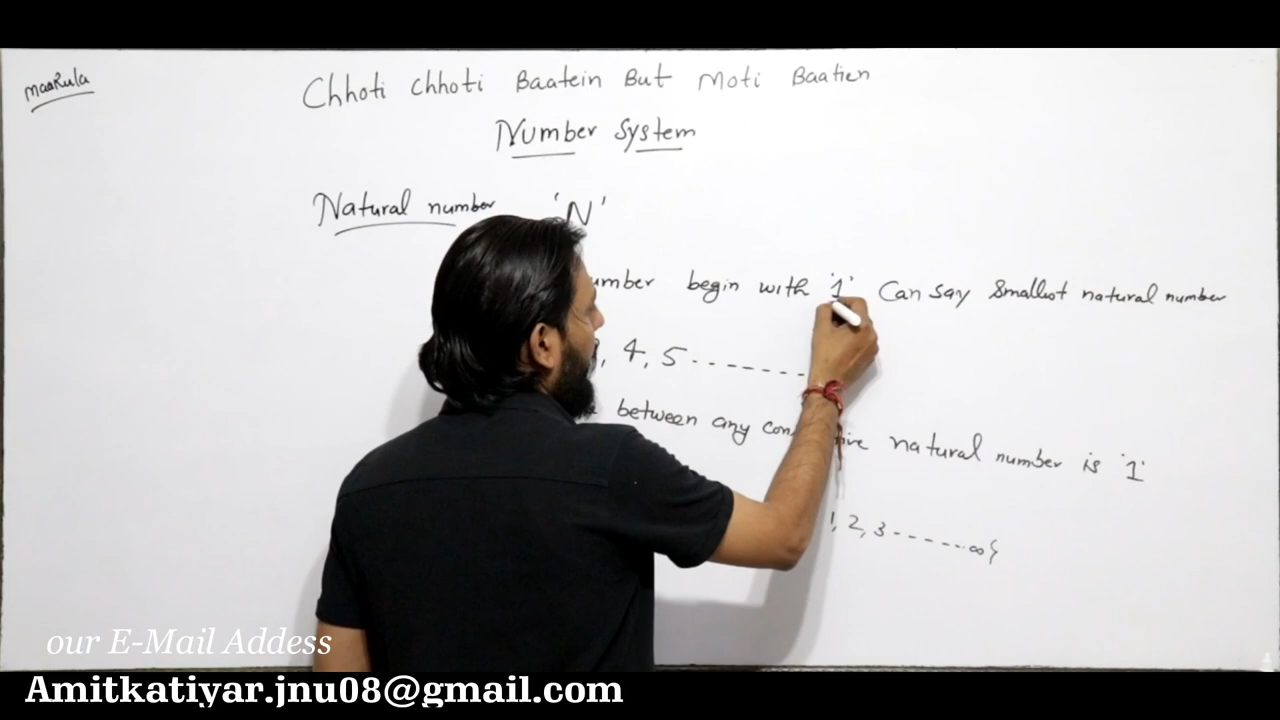 maaRula
Chhoti Chhoti Baatein But Moti Baatien
Number System
Natural number 'N'
umber begin with '1' Can say Smallest natural number
, 4, 5 --------
between any con ive natural number is '1'
1, 2, 3 ------- ∞}
our E-Mail Addess
Amitkatiyar.jnu08@gmail.com